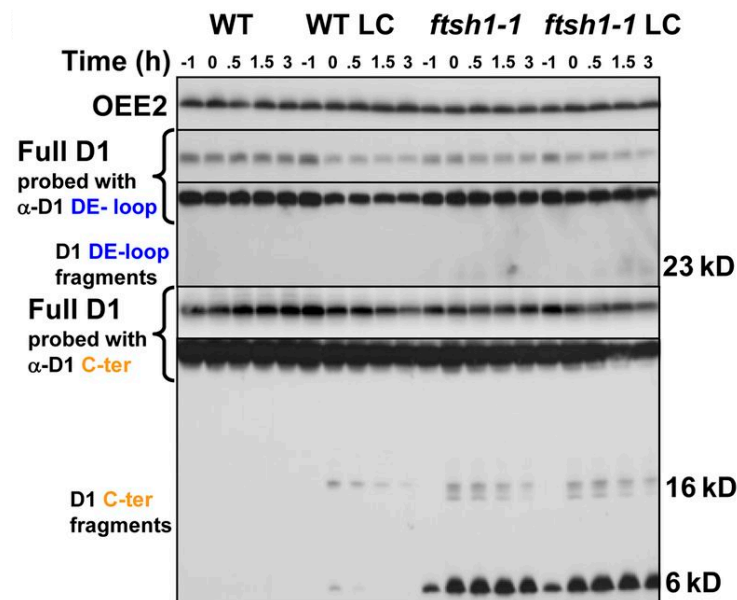 WT WT LC ftsh1-1 ftsh1-1 LC
Time (h) -1 0 .5 1.5 3 -1 0 .5 1.5 3 -1 0 .5 1.5 3 -1 0 .5 1.5 3
OEE2
Full D1
probed with
α-D1 DE- loop
D1 DE-loop
fragments
23 kD
Full D1
probed with
α-D1 C-ter
16 kD
D1 C-ter
fragments
6 kD